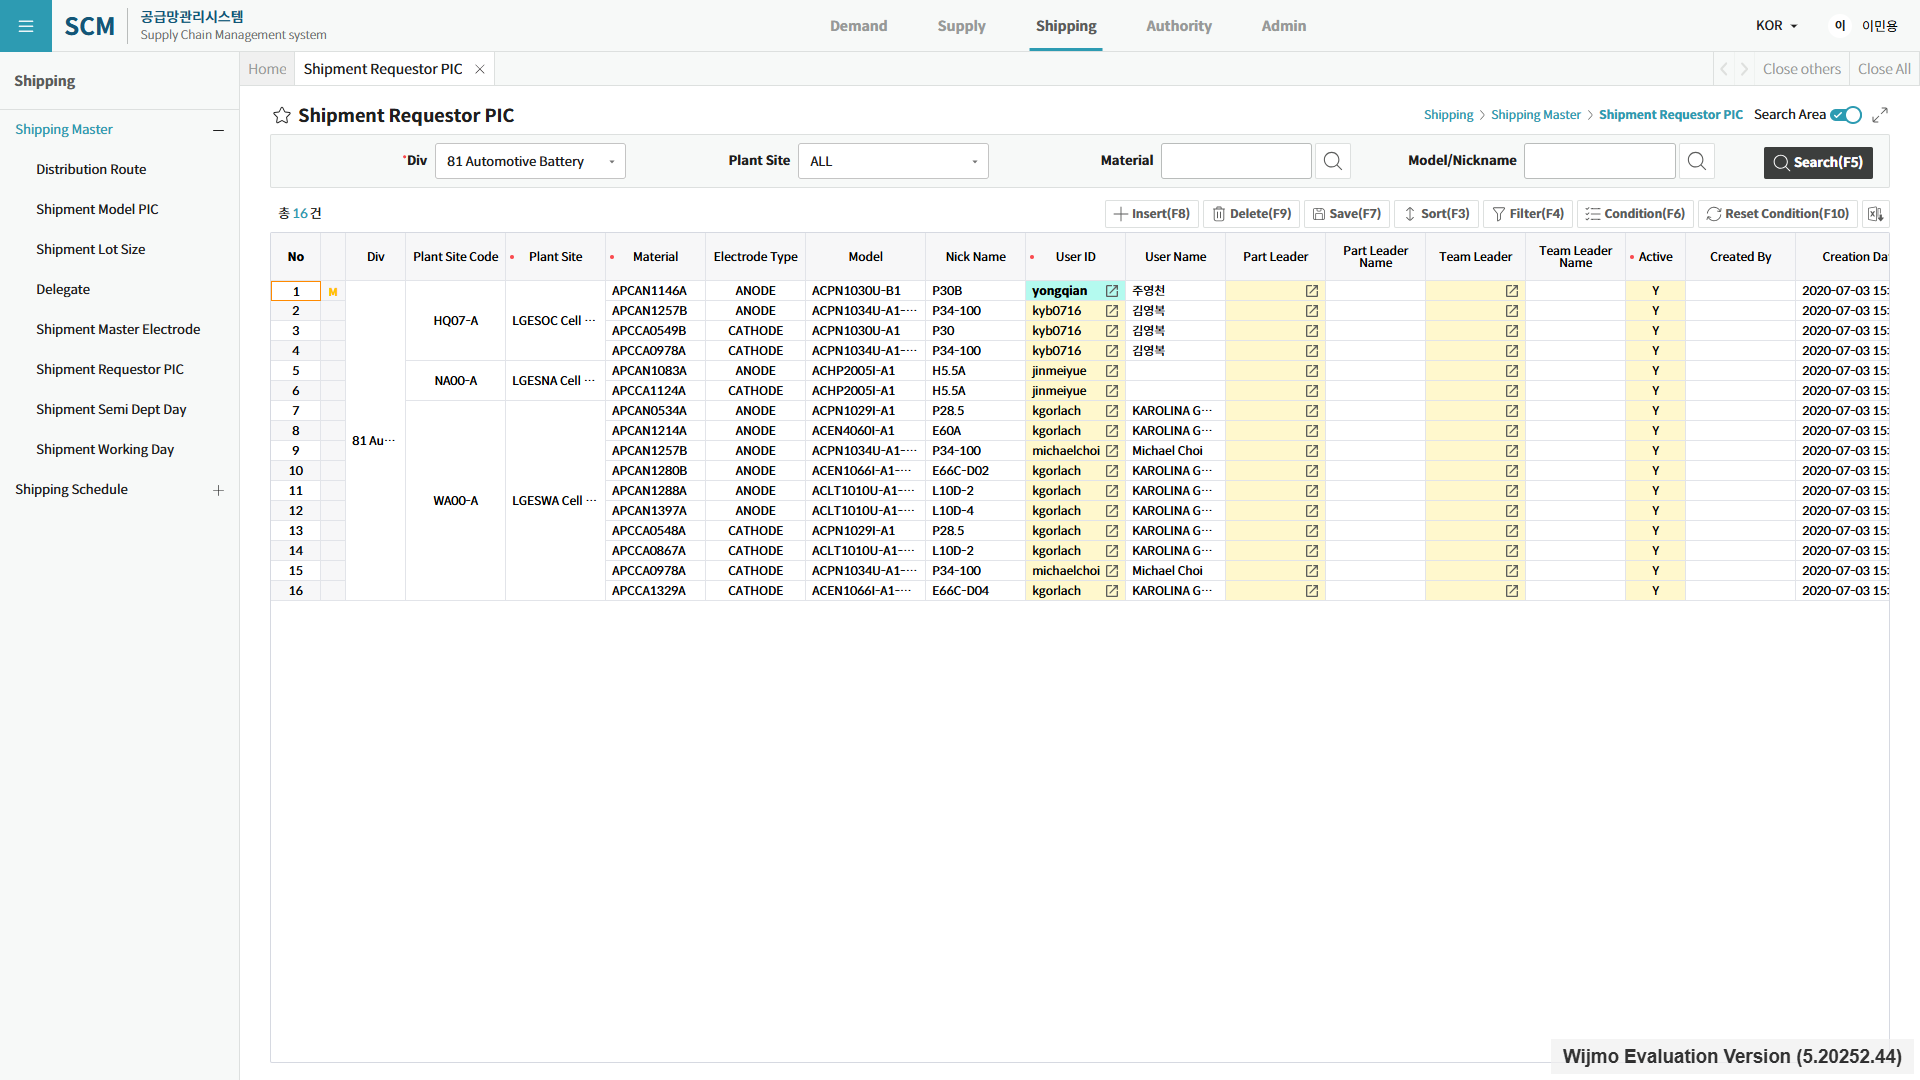 SCM 공급망관리시스템
Supply Chain Management system
Demand Supply Shipping Authority Admin
KOR 이 이민용
Shipping
Home Shipment Requestor PIC
Close others Close All
Shipping Master
Distribution Route
Shipment Model PIC
Shipment Lot Size
Delegate
Shipment Master Electrode
Shipment Requestor PIC
Shipment Semi Dept Day
Shipment Working Day
Shipping Schedule
Shipment Requestor PIC
Shipping > Shipping Master > Shipment Requestor PIC Search Area
*Div 81 Automotive Battery Plant Site ALL Material Model/Nickname Search(F5)
총 16 건
Insert(F8) Delete(F9) Save(F7) Sort(F3) Filter(F4) Condition(F6) Reset Condition(F10)
No Div Plant Site Code Plant Site Material Electrode Type Model Nick Name User ID User Name Part Leader Part Leader Name Team Leader Team Leader Name Active Created By Creation Da
1 M APCAN1146A ANODE ACPN1030U-B1 P30B yongqian 주영천 Y 2020-07-03 15:
2 APCAN1257B ANODE ACPN1034U-A1-··· P34-100 kyb0716 김영복 Y 2020-07-03 15:
HQ07-A LGESOC Cell ···
3 APCCA0549B CATHODE ACPN1030U-A1 P30 kyb0716 김영복 Y 2020-07-03 15:
4 APCCA0978A CATHODE ACPN1034U-A1-··· P34-100 kyb0716 김영복 Y 2020-07-03 15:
5 APCAN1083A ANODE ACHP2005I-A1 H5.5A jinmeiyue Y 2020-07-03 15:
NA00-A LGESNA Cell ···
6 APCCA1124A CATHODE ACHP2005I-A1 H5.5A jinmeiyue Y 2020-07-03 15:
7 APCAN0534A ANODE ACPN1029I-A1 P28.5 kgorlach KAROLINA G··· Y 2020-07-03 15:
8 APCAN1214A ANODE ACEN4060I-A1 E60A kgorlach KAROLINA G··· Y 2020-07-03 15:
81 Au···
9 APCAN1257B ANODE ACPN1034U-A1-··· P34-100 michaelchoi Michael Choi Y 2020-07-03 15:
10 APCAN1280B ANODE ACEN1066I-A1-··· E66C-D02 kgorlach KAROLINA G··· Y 2020-07-03 15:
11 APCAN1288A ANODE ACLT1010U-A1-··· L10D-2 kgorlach KAROLINA G··· Y 2020-07-03 15:
WA00-A LGESWA Cell ···
12 APCAN1397A ANODE ACLT1010U-A1-··· L10D-4 kgorlach KAROLINA G··· Y 2020-07-03 15:
13 APCCA0548A CATHODE ACPN1029I-A1 P28.5 kgorlach KAROLINA G··· Y 2020-07-03 15:
14 APCCA0867A CATHODE ACLT1010U-A1-··· L10D-2 kgorlach KAROLINA G··· Y 2020-07-03 15:
15 APCCA0978A CATHODE ACPN1034U-A1-··· P34-100 michaelchoi Michael Choi Y 2020-07-03 15:
16 APCCA1329A CATHODE ACEN1066I-A1-··· E66C-D04 kgorlach KAROLINA G··· Y 2020-07-03 15:
Wijmo Evaluation Version (5.20252.44)